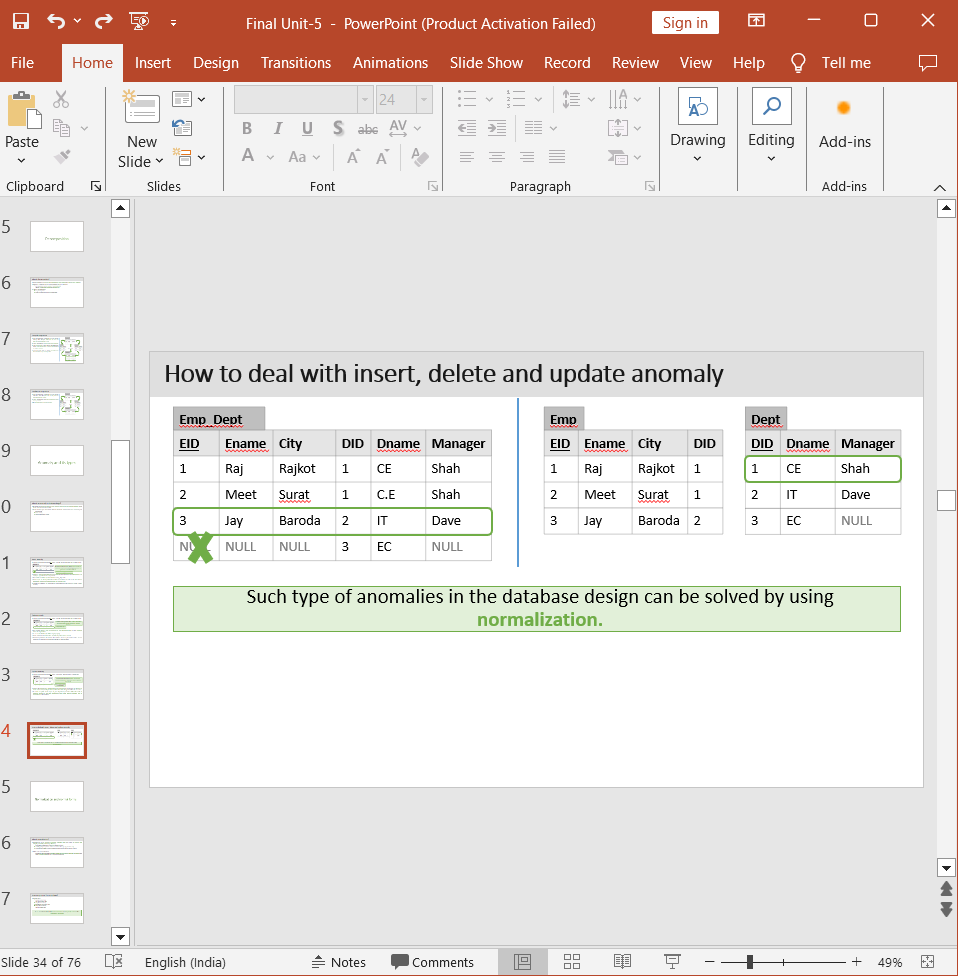 Final Unit-5 - PowerPoint (Product Activation Failed)
Sign in
File Home Insert Design Transitions Animations Slide Show Record Review View Help Tell me
24
Paste
New
Slide
B I U S abc AV
A Aa A A A
Drawing
Editing
Add-ins
Clipboard Slides Font Paragraph Add-ins
5
6
7
8
9
0
1
2
3
4
5
6
7
How to deal with insert, delete and update anomaly
Emp_Dept
EID Ename City DID Dname Manager
1 Raj Rajkot 1 CE Shah
2 Meet Surat 1 C.E Shah
3 Jay Baroda 2 IT Dave
NULL NULL NULL 3 EC NULL
Emp
EID Ename City DID
1 Raj Rajkot 1
2 Meet Surat 1
3 Jay Baroda 2
Dept
DID Dname Manager
1 CE Shah
2 IT Dave
3 EC NULL
Such type of anomalies in the database design can be solved by using
normalization.
Slide 34 of 76 English (India) Notes Comments 49%